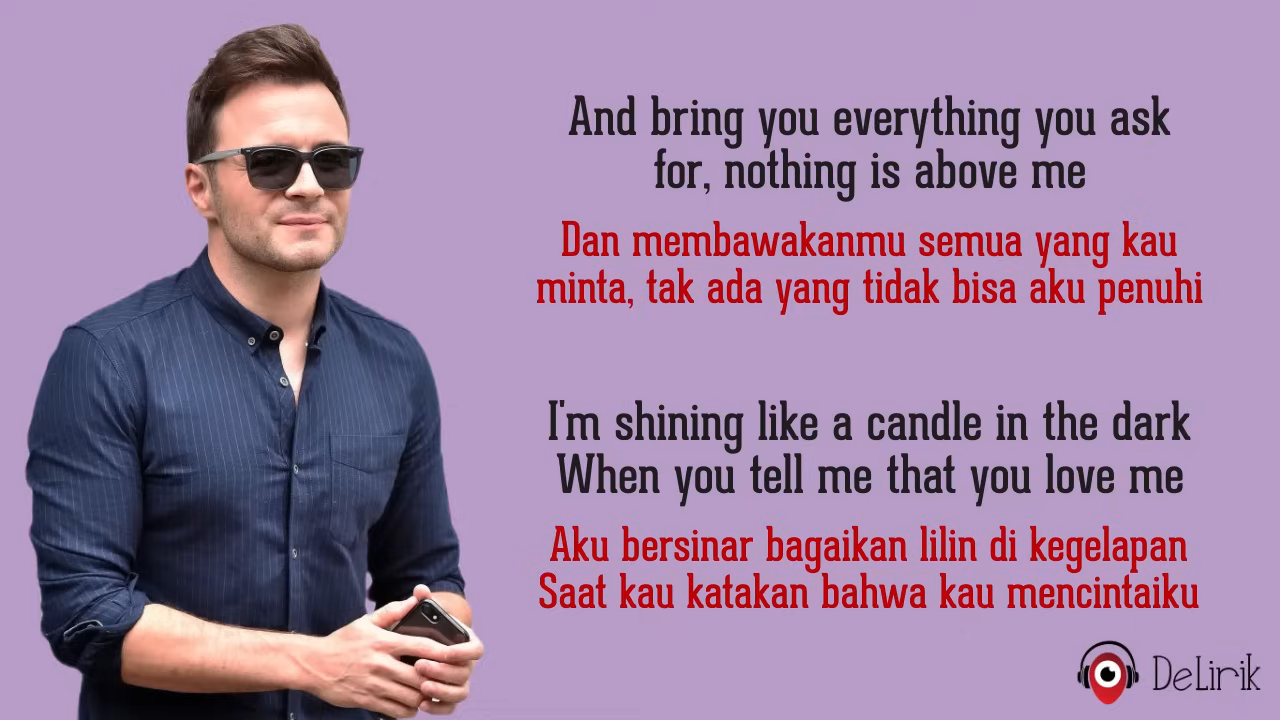 And bring you everything you ask
for, nothing is above me
Dan membawakanmu semua yang kau
minta, tak ada yang tidak bisa aku penuhi
I'm shining like a candle in the dark
When you tell me that you love me
Aku bersinar bagaikan lilin di kegelapan
Saat kau katakan bahwa kau mencintaiku
DeLirik